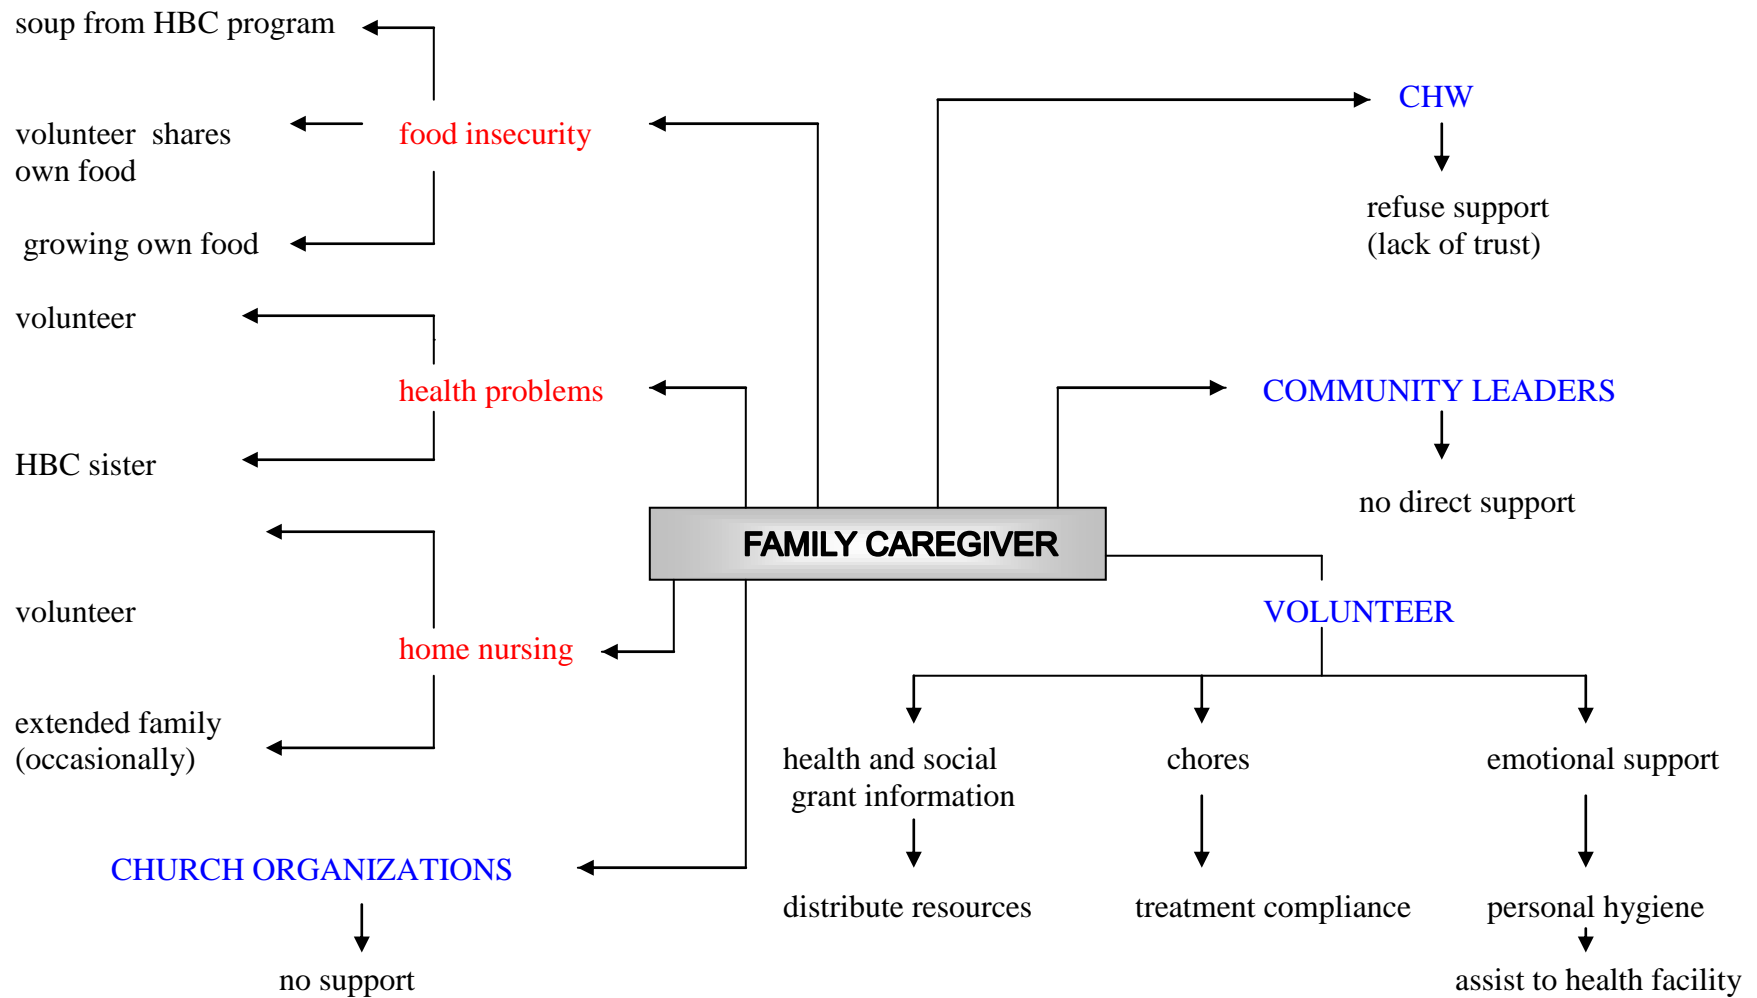 soup from HBC program
CHW
volunteer shares
own food
food insecurity
refuse support
(lack of trust)
growing own food
volunteer
health problems
COMMUNITY LEADERS
HBC sister
no direct support
FAMILY CAREGIVER
volunteer
VOLUNTEER
home nursing
extended family
(occasionally)
health and social
grant information
chores
emotional support
CHURCH ORGANIZATIONS
distribute resources
treatment compliance
personal hygiene
no support
assist to health facility